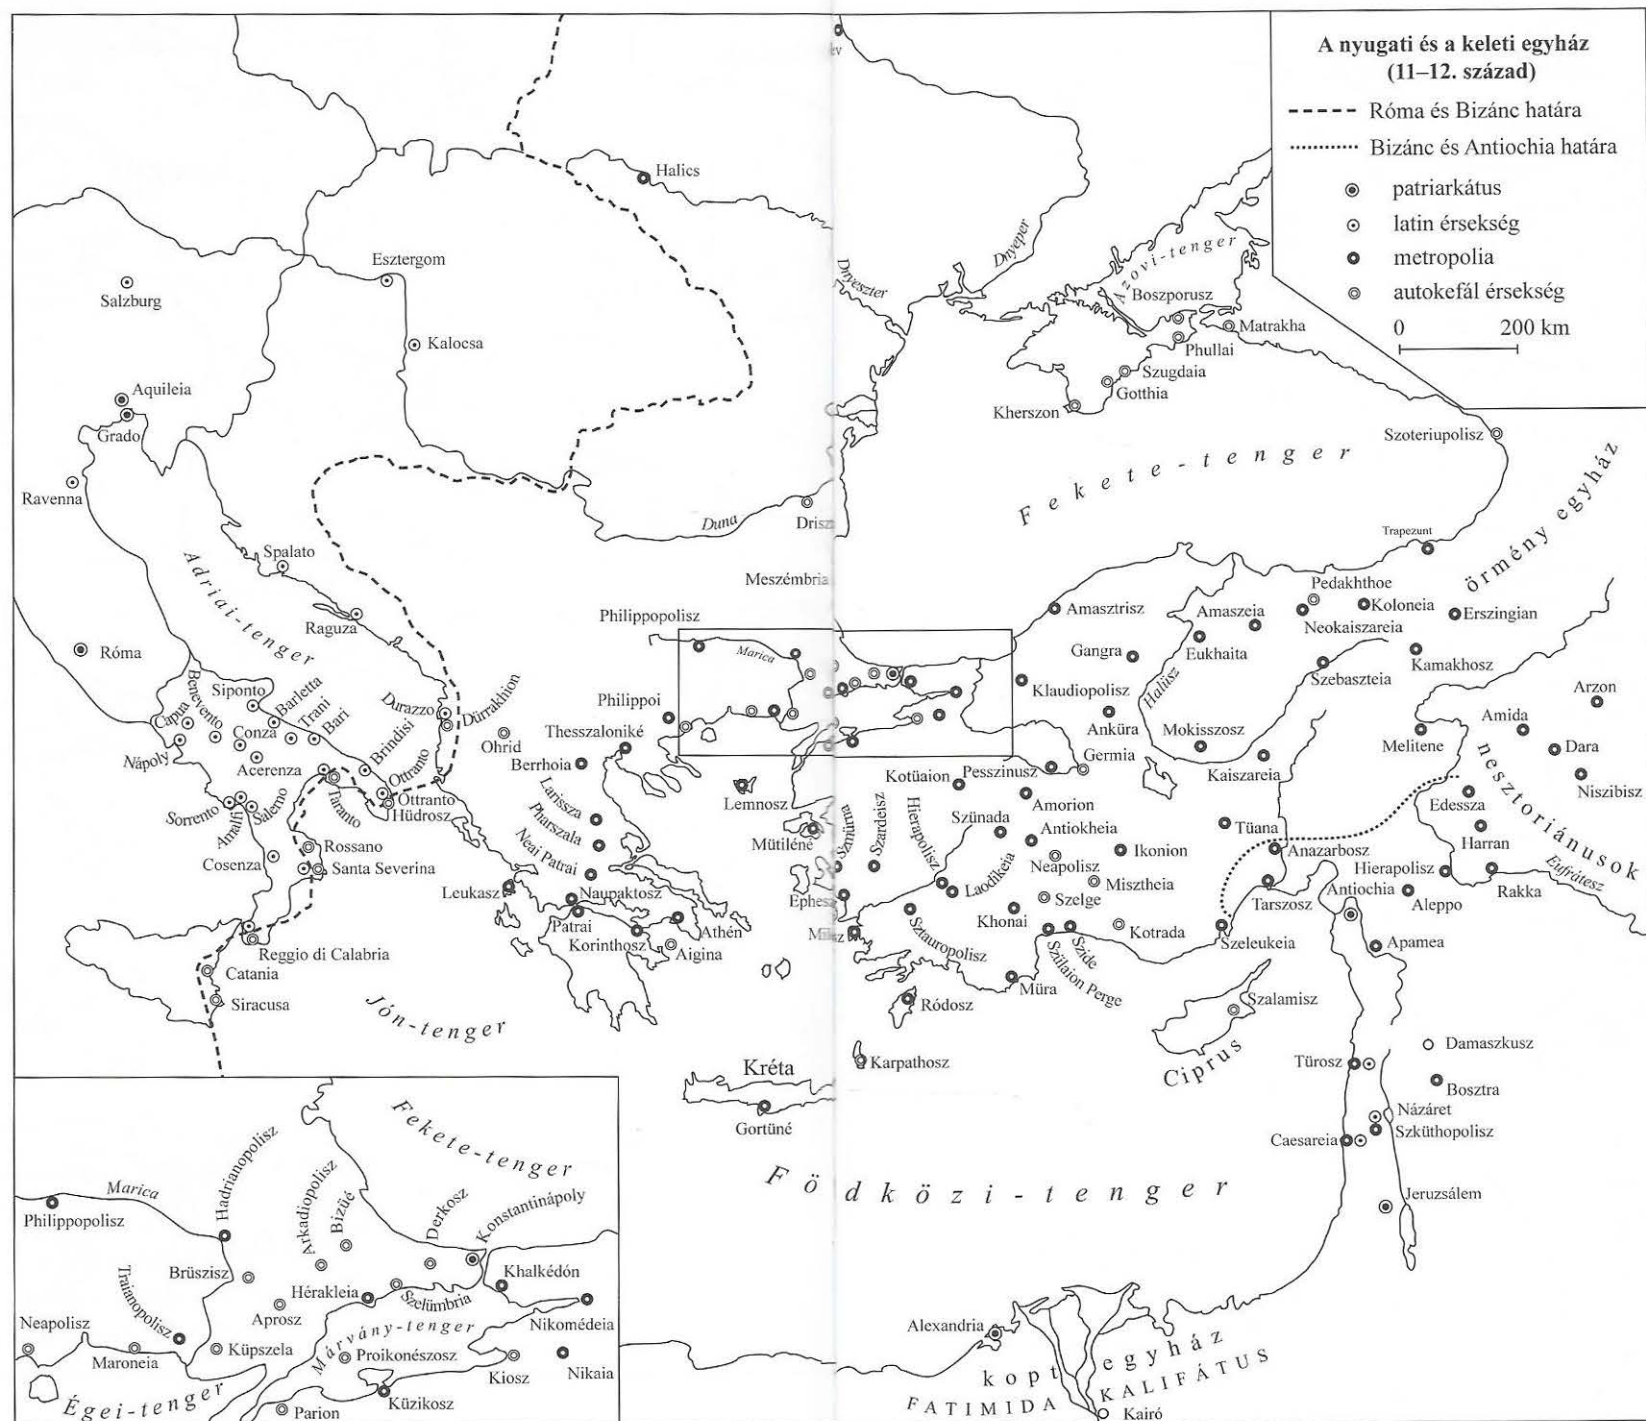 A nyugati és a keleti egyház
(11–12. század)
Róma és Bizánc határa
Bizánc és Antiochia határa
patriarkátus
latin érsekség
metropolia
autokefál érsekség
0 200 km
Halics
Dnyeszter
Dnyeper
Azovi-tenger
Boszporusz
Matrakha
Phullai
Szugdaia
Gotthia
Kherszon
Szoteriupolisz
Fekete-tenger
örmény egyház
Esztergom
Salzburg
Kalocsa
Aquileia
Grado
Ravenna
Duna
Drisz
Spalato
Adriai-tenger
Raguza
Róma
Meszémbria
Philippopolisz
Marica
Trapezunt
Pedakhthoe
Amasztrisz
Amaszeia
Koloneia
Erszingian
Neokaiszareia
Gangra
Eukhaita
Kamakhosz
Halüsz
Szebaszteia
Klaudiopolisz
Arzon
Siponto
Barletta
Trani
Bari
Benevento
Capua
Conza
Nápoly
Acerenza
Brindisi
Ottranto
Durazzo
Dürrakhion
Ohrid
Philippoi
Thesszaloniké
Berrhoia
Anküra
Mokisszosz
Melitene
Amida
Dara
Niszibisz
nesztoriánusok
Kaiszareia
Germia
Pesszinusz
Kotüaion
Lemnosz
Sorrento
Amalfi
Salerno
Taranto
Ottranto
Hüdrosz
Larissza
Pharszala
Neai Patrai
Mütiléné
Szmürna
Szardeisz
Hierapolisz
Szünada
Amorion
Antiokheia
Tüana
Edessza
Harran
Anazarbosz
Rossano
Cosenza
Santa Severina
Leukasz
Naupaktosz
Laodikeia
Neapolisz
Ikonion
Misztheia
Szelge
Hierapolisz
Antiochia
Aleppo
Rakka
Eufrátesz
Tarszosz
Ephesz
Patrai
Korinthosz
Athén
Aigina
Sztauropolisz
Khonai
Kotrada
Szeleukeia
Apamea
Szide
Szülaion Perge
Müra
Reggio di Calabria
Catania
Siracusa
Jón-tenger
Ródosz
Szalamisz
Ciprus
Karpathosz
Kréta
Gortüné
Damaszkusz
Türosz
Bosztra
Názáret
Szküthopolisz
Caesareia
Födközi-tenger
Jeruzsálem
Alexandria
kopt egyház
FATIMIDA KALIFÁTUS
Kairó
Fekete-tenger
Marica
Philippopolisz
Hadrianopolisz
Arkadiopolisz
Bizüé
Derkosz
Konstantinápoly
Brüszisz
Traianopolisz
Hérakleia
Szelümbria
Khalkédón
Aprosz
Nikomédeia
Neapolisz
Maroneia
Küpszela
Márvány-tenger
Proikonészosz
Kiosz
Nikaia
Küzikosz
Égei-tenger
Parion